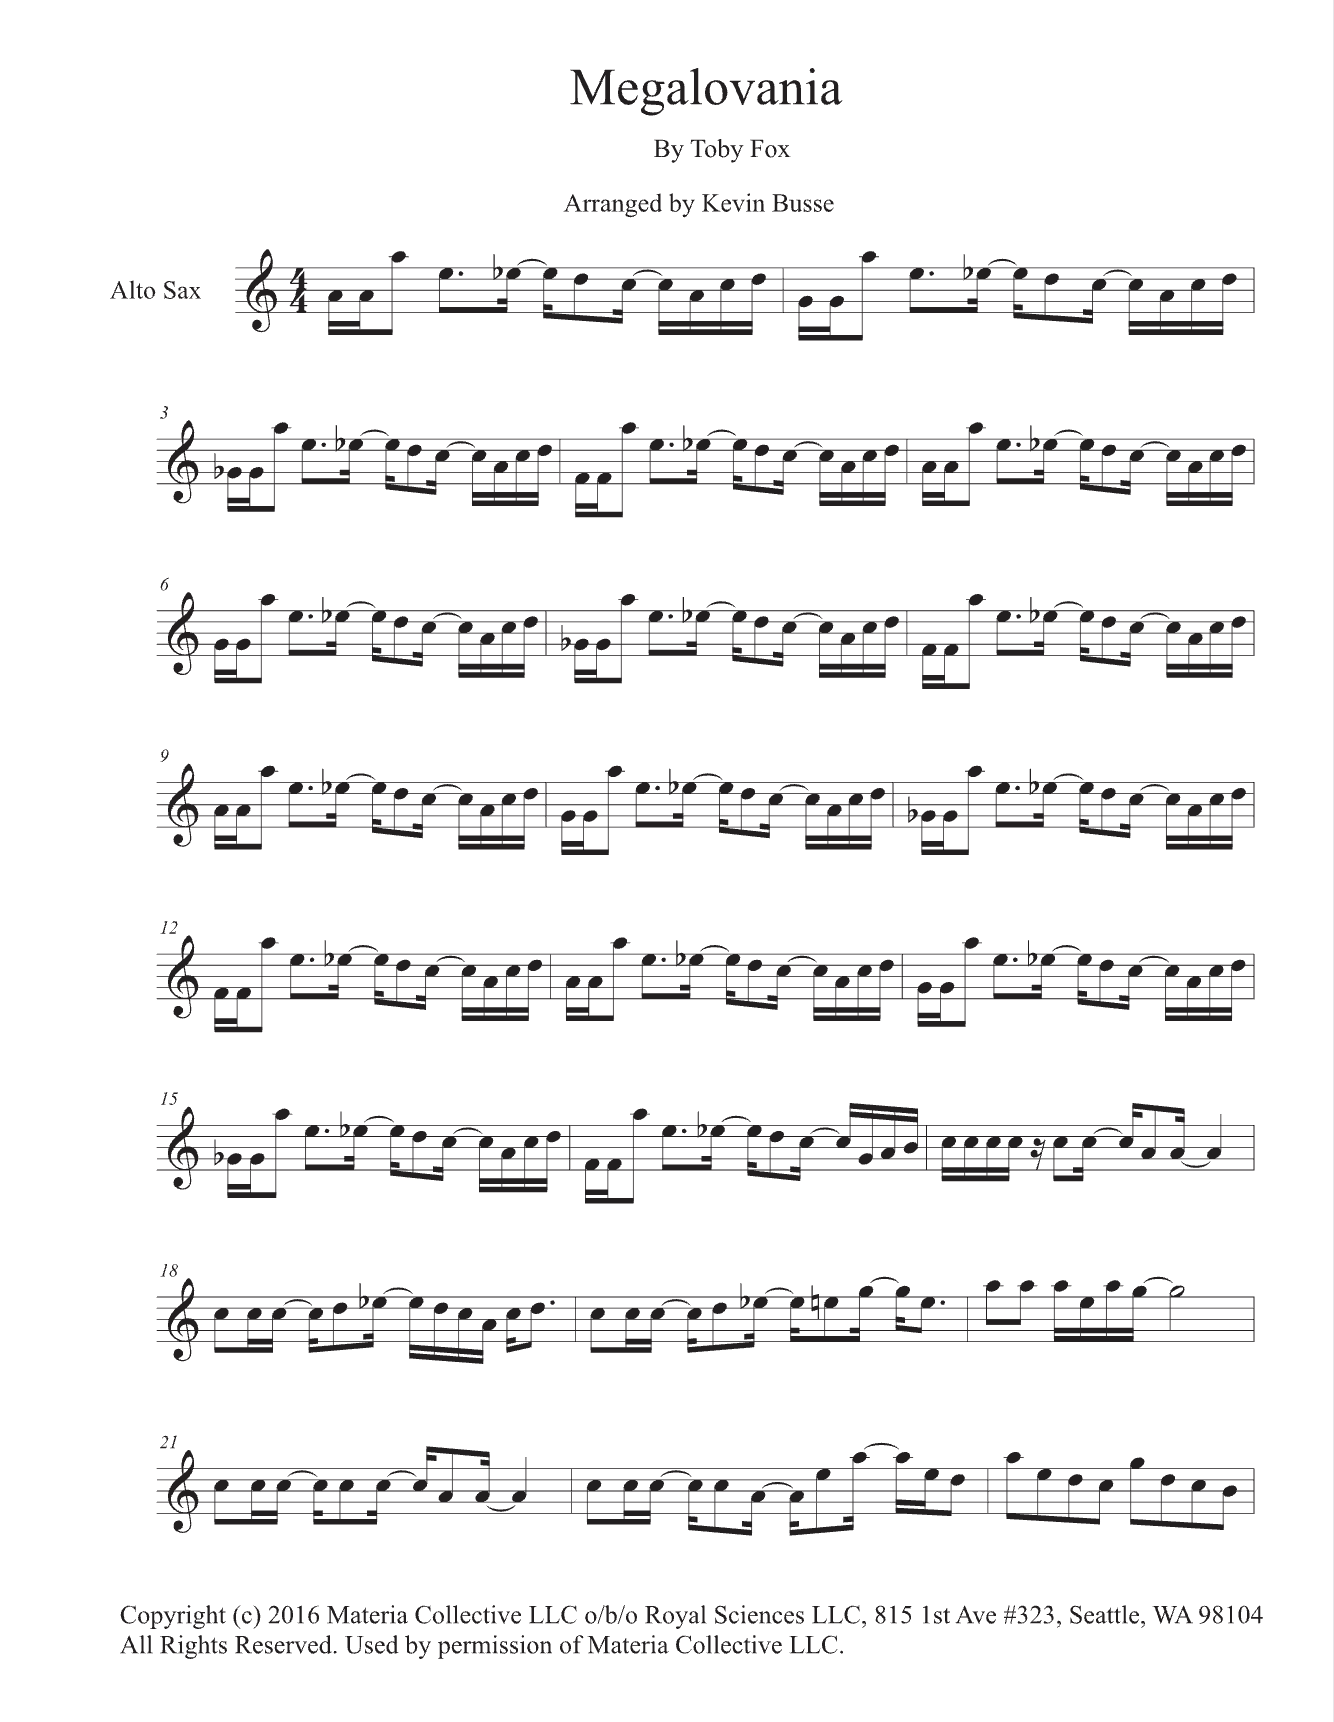 Megalovania
By Toby Fox
Arranged by Kevin Busse
Alto Sax
4
4
3
6
9
12
15
18
21
Copyright (c) 2016 Materia Collective LLC o/b/o Royal Sciences LLC, 815 1st Ave #323, Seattle, WA 98104
All Rights Reserved. Used by permission of Materia Collective LLC.